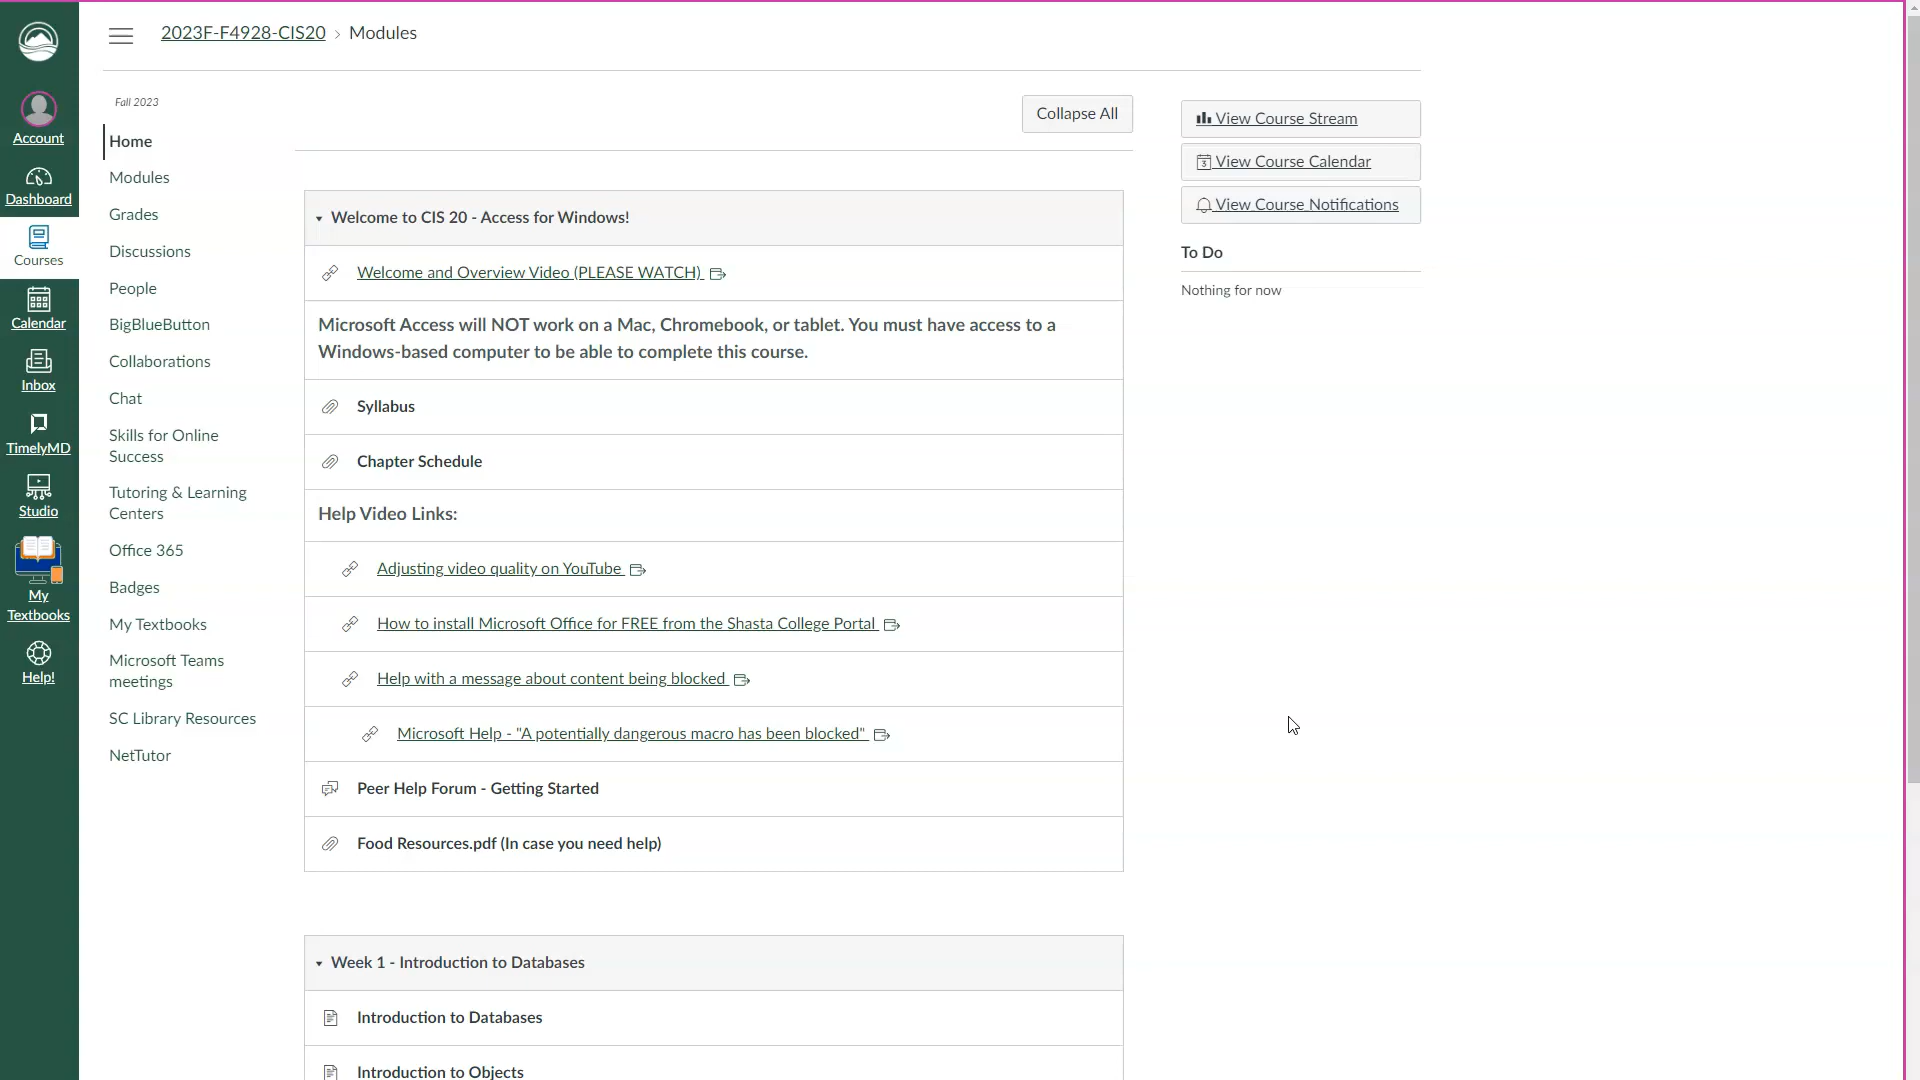 2023F-F4928-CIS20 › Modules
Account
Dashboard
Courses
Calendar
Inbox
TimelyMD
Studio
My
Textbooks
Help!
Fall 2023
Home
Modules
Grades
Discussions
People
BigBlueButton
Collaborations
Chat
Skills for Online
Success
Tutoring & Learning
Centers
Office 365
Badges
My Textbooks
Microsoft Teams
meetings
SC Library Resources
NetTutor
Collapse All
Welcome to CIS 20 - Access for Windows!
Welcome and Overview Video (PLEASE WATCH)
Microsoft Access will NOT work on a Mac, Chromebook, or tablet. You must have access to a
Windows-based computer to be able to complete this course.
Syllabus
Chapter Schedule
Help Video Links:
Adjusting video quality on YouTube
How to install Microsoft Office for FREE from the Shasta College Portal
Help with a message about content being blocked
Microsoft Help - "A potentially dangerous macro has been blocked"
Peer Help Forum - Getting Started
Food Resources.pdf (In case you need help)
Week 1 - Introduction to Databases
Introduction to Databases
Introduction to Objects
View Course Stream
3
View Course Calendar
View Course Notifications
To Do
Nothing for now